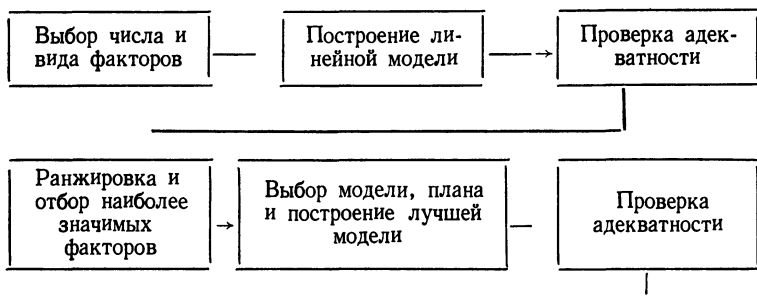 Выбор числа и
вида факторов
Построение ли-
нейной модели
Проверка адек-
ватности
Ранжировка и
отбор наиболее
значимых
факторов
Выбор модели, плана
и построение лучшей
модели
Проверка
адекватности